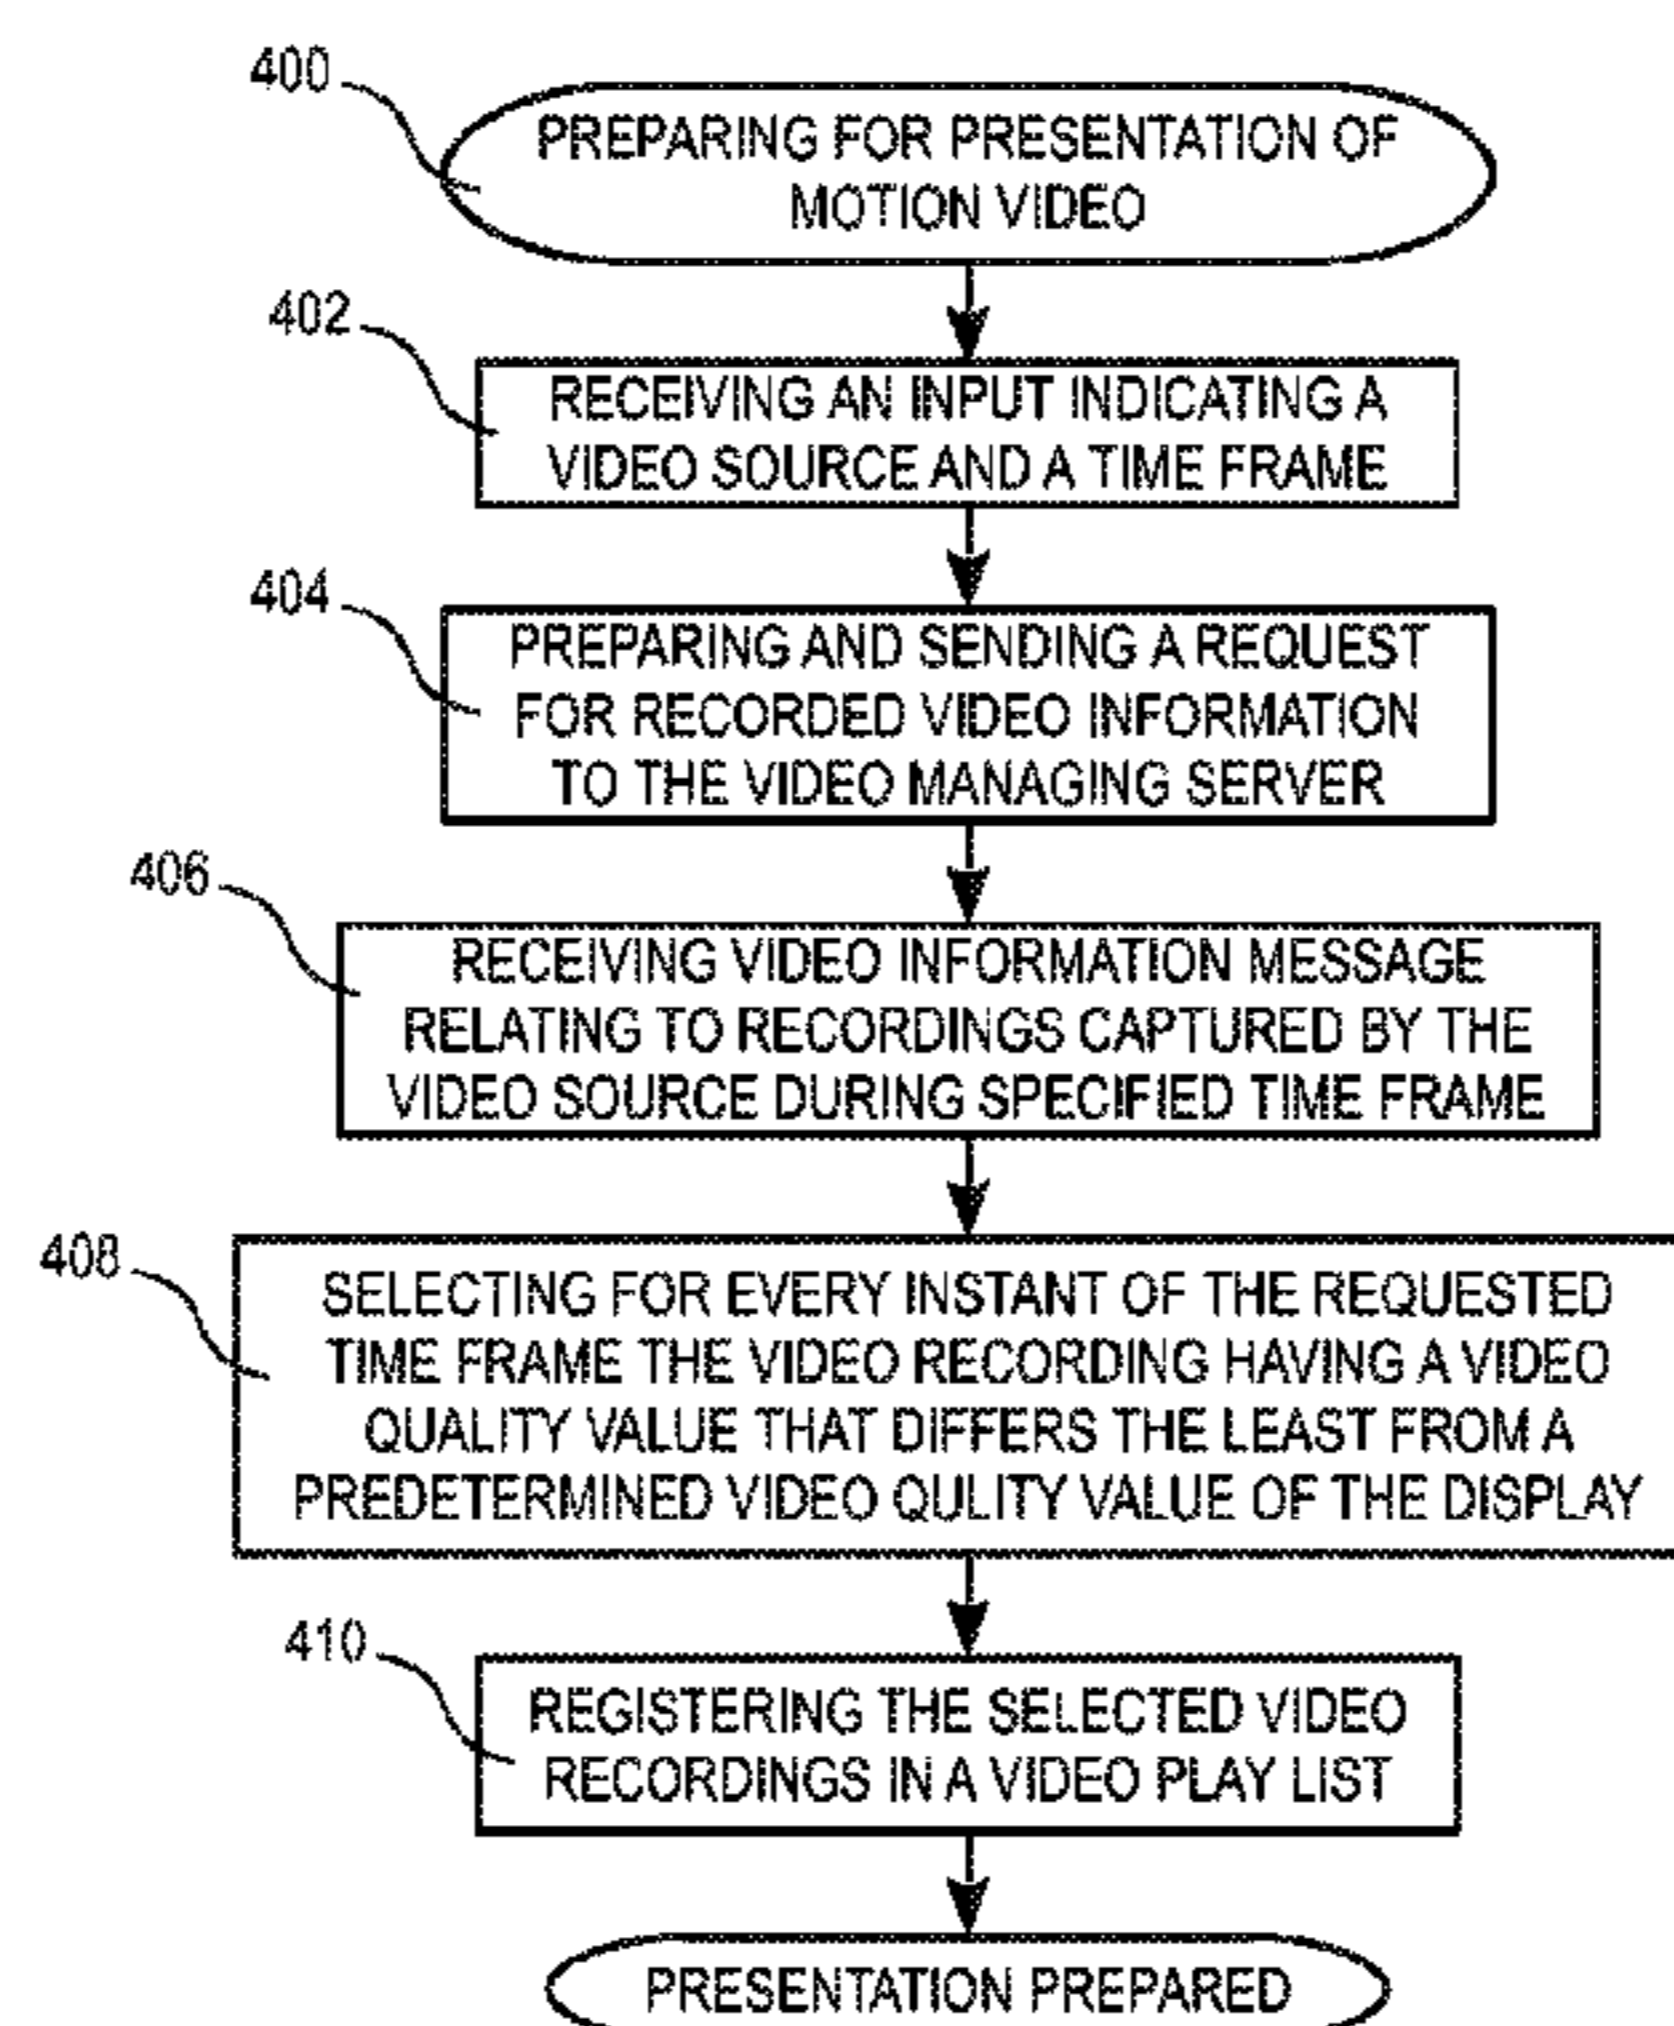 400
PREPARING FOR PRESENTATION OF
MOTION VIDEO
402
RECEIVING AN INPUT INDICATING A
VIDEO SOURCE AND A TIME FRAME
404
PREPARING AND SENDING A REQUEST
FOR RECORDED VIDEO INFORMATION
TO THE VIDEO MANAGING SERVER
406
RECEIVING VIDEO INFORMATION MESSAGE
RELATING TO RECORDINGS CAPTURED BY THE
VIDEO SOURCE DURING SPECIFIED TIME FRAME
408
SELECTING FOR EVERY INSTANT OF THE REQUESTED
TIME FRAME THE VIDEO RECORDING HAVING A VIDEO
QUALITY VALUE THAT DIFFERS THE LEAST FROM A
PREDETERMINED VIDEO QULITY VALUE OF THE DISPLAY
410
REGISTERING THE SELECTED VIDEO
RECORDINGS IN A VIDEO PLAY LIST
PRESENTATION PREPARED